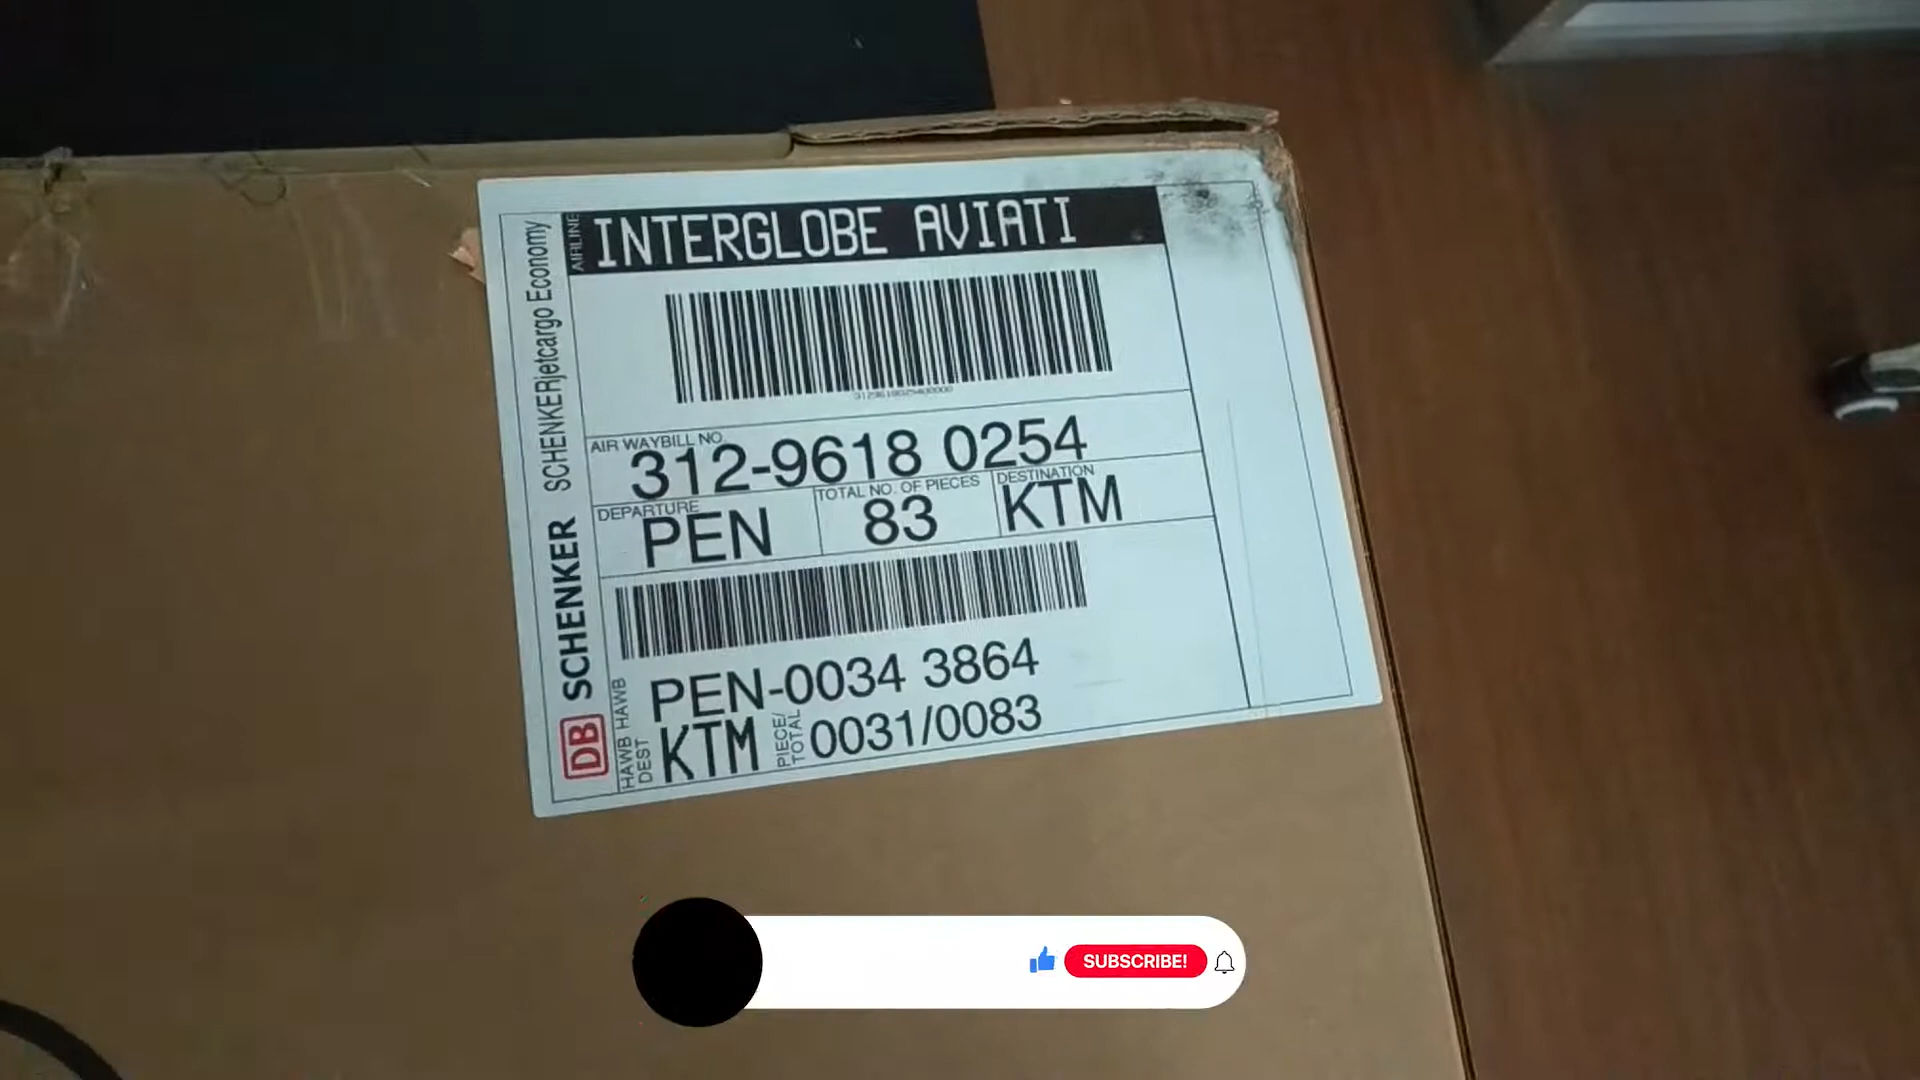 AIRLINE
INTERGLOBE AVIATI
AIR WAYBILL NO.
312-9618 0254
DEPARTURE
PEN
TOTAL NO. OF PIECES
83
DESTINATION
KTM
HAWB
PEN-0034 3864
HAWB DEST
KTM
PIECE/TOTAL
0031/0083
DB SCHENKER SCHENKERjetcargo Economy
SUBSCRIBE!